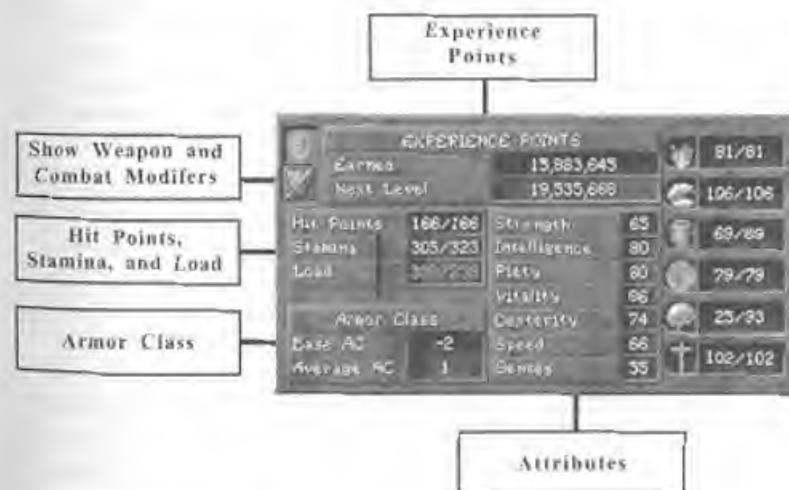 Experience
Points
Show Weapon and
Combat Modifers
Hit Points,
Stamina, and Load
Armor Class
EXPERIENCE POINTS
Earned 15,883,645
Next Level 19,535,668
Hit Points 166/166
Stamina 305/323
Load
Armor Class
Base AC -2
Average AC 1
Strength 65
Intelligence 80
Piety 80
Vitality 66
Dexterity 74
Speed 66
Senses 55
81/81
106/106
69/89
79/79
25/93
102/102
Attributes